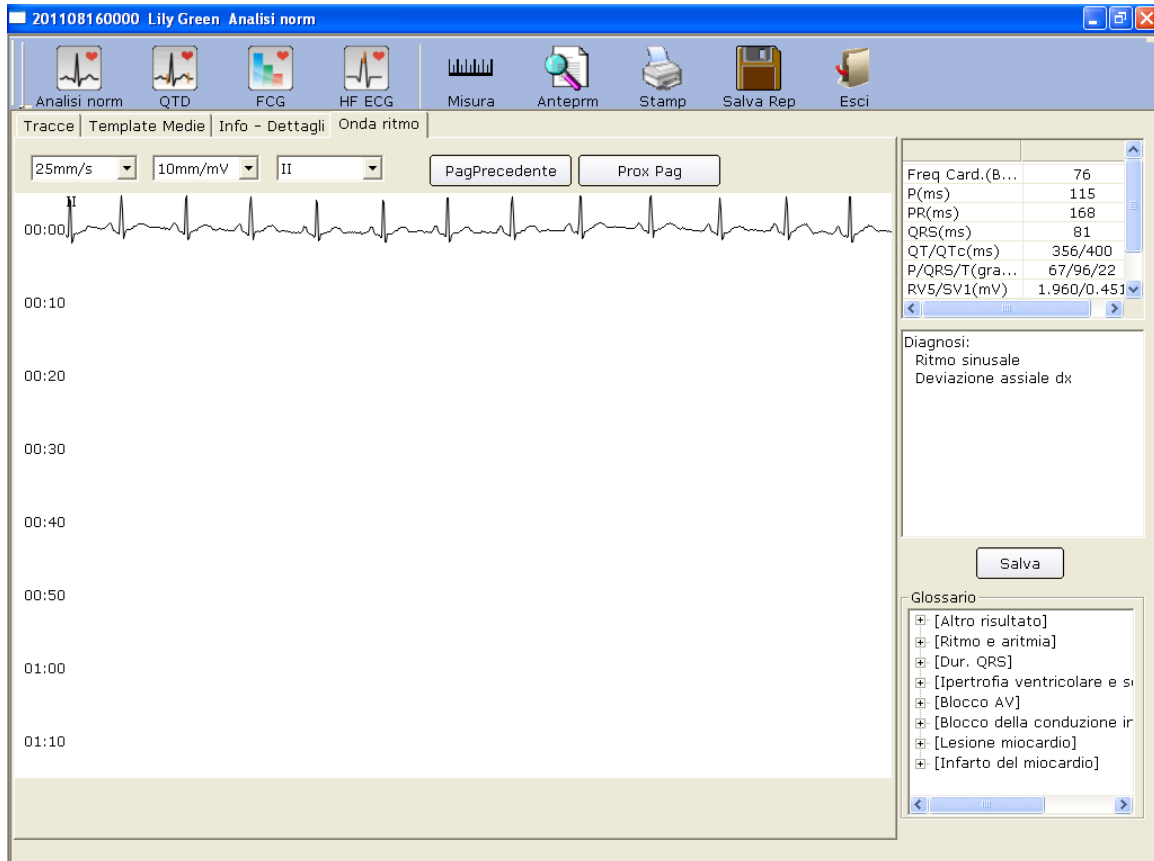 201108160000 Lily Green Analisi norm
Analisi norm QTD FCG HF ECG Misura Anteprm Stamp Salva Rep Esci
Tracce Template Medie Info - Dettagli Onda ritmo
25mm/s 10mm/mV II PagPrecedente Prox Pag
II
00:00
00:10
00:20
00:30
00:40
00:50
01:00
01:10
Freq Card.(B... 76
P(ms) 115
PR(ms) 168
QRS(ms) 81
QT/QTc(ms) 356/400
P/QRS/T(gra... 67/96/22
RV5/SV1(mV) 1.960/0.451
Diagnosi:
Ritmo sinusale
Deviazione assiale dx
Salva
Glossario
[Altro risultato]
[Ritmo e aritmia]
[Dur. QRS]
[Ipertrofia ventricolare e s
[Blocco AV]
[Blocco della conduzione i
[Lesione miocardio]
[Infarto del miocardio]